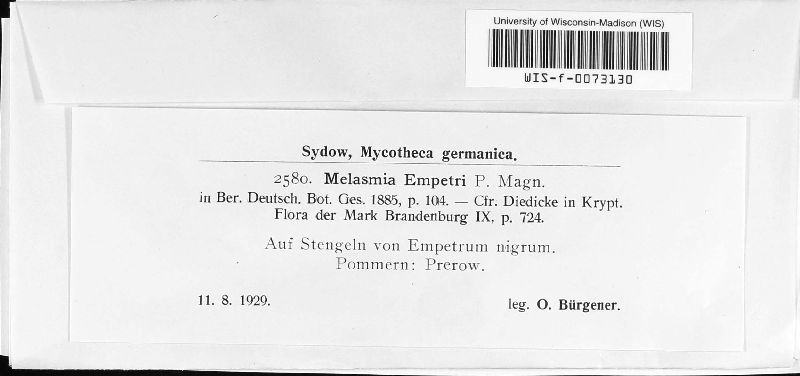 University of Wisconsin-Madison (WIS)
WIS-f-0073130
Sydow, Mycotheca germanica.
2580. Melasmia Empetri P. Magn.
in Ber. Deutsch. Bot. Ges. 1885, p. 104. — Cfr. Diedicke in Krypt.
Flora der Mark Brandenburg IX, p. 724.
Auf Stengeln von Empetrum nigrum.
Pommern: Prerow.
11. 8. 1929.
leg. O. Bürgener.